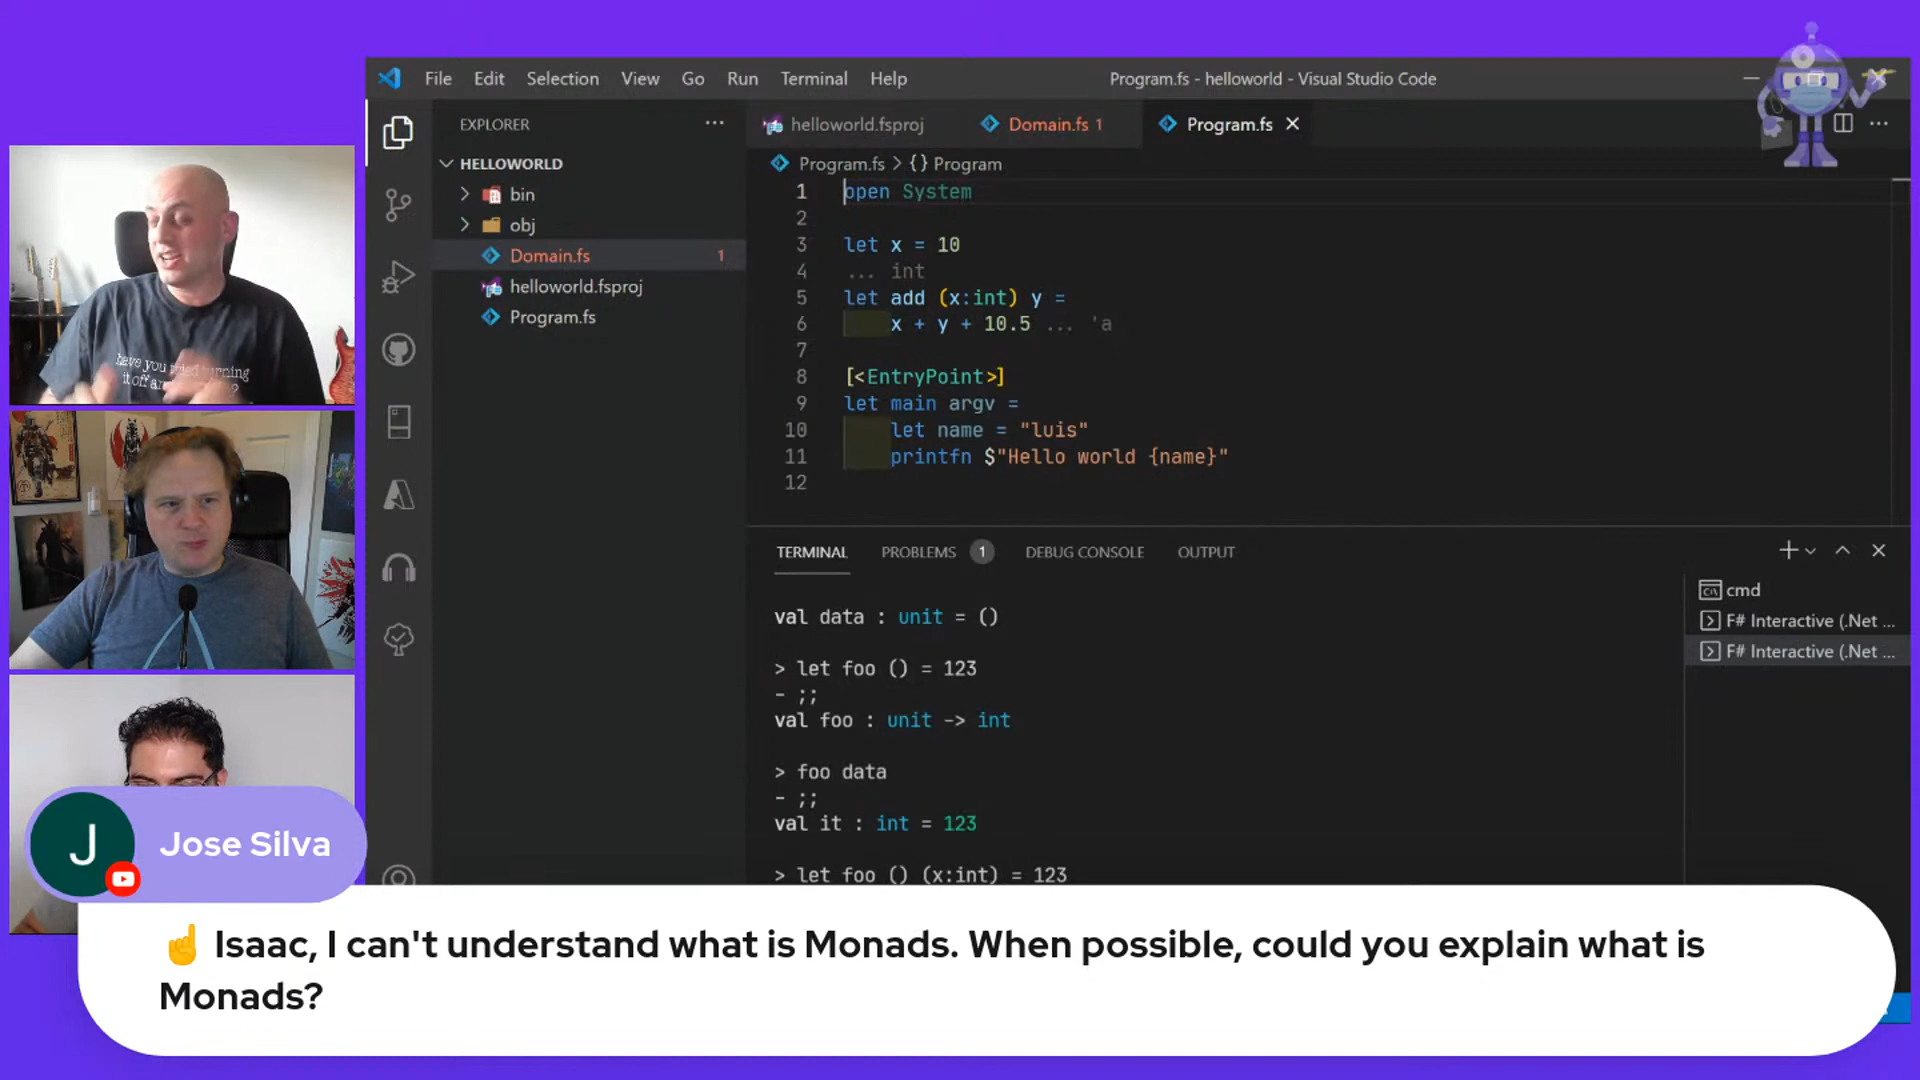 File Edit Selection View Go Run Terminal Help
Program.fs - helloworld - Visual Studio Code
EXPLORER
HELLOWORLD
bin
obj
Domain.fs 1
helloworld.fsproj
Program.fs
helloworld.fsproj Domain.fs 1 Program.fs
Program.fs > {} Program
1 open System
2
3 let x = 10
4 ... int
5 let add (x:int) y =
6 x + y + 10.5 ... 'a
7
8 [<EntryPoint>]
9 let main argv =
10 let name = "luis"
11 printfn $"Hello world {name}"
12
TERMINAL PROBLEMS 1 DEBUG CONSOLE OUTPUT
val data : unit = ()
> let foo () = 123
- ;;
val foo : unit -> int
> foo data
- ;;
val it : int = 123
> let foo () (x:int) = 123
cmd
F# Interactive (.Net ...
F# Interactive (.Net ...
have you tried turning
J
Jose Silva
☝ Isaac, I can't understand what is Monads. When possible, could you explain what is
Monads?